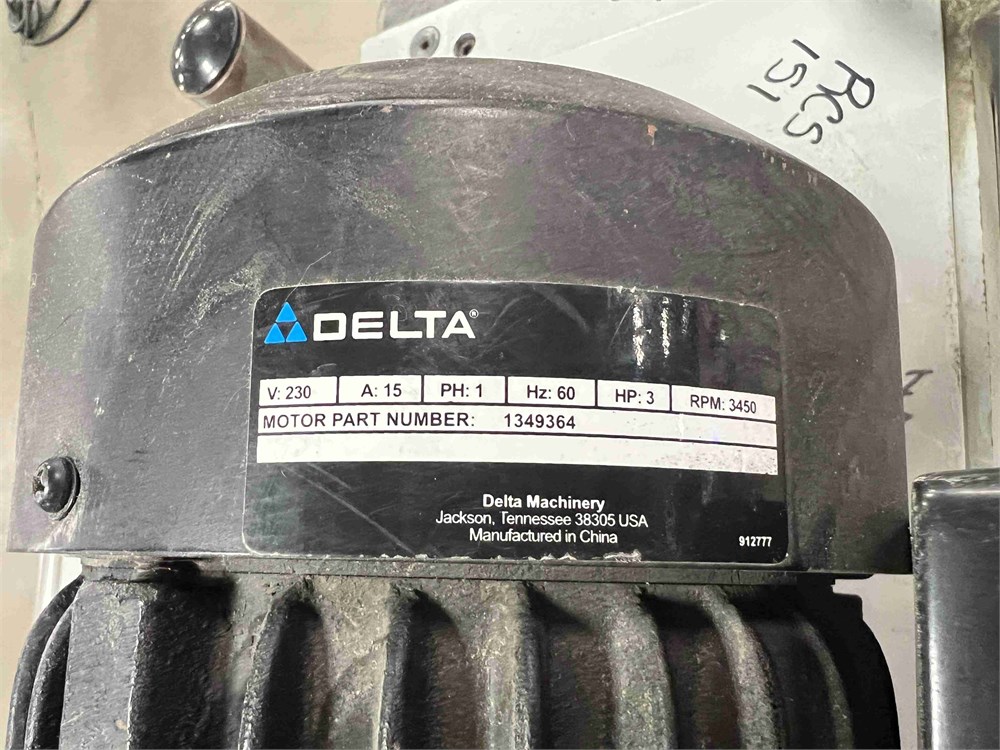 RCS
151
DELTA®
V: 230 A: 15 PH: 1 Hz: 60 HP: 3 RPM: 3450
MOTOR PART NUMBER: 1349364
Delta Machinery
Jackson, Tennessee 38305 USA
Manufactured in China
912777